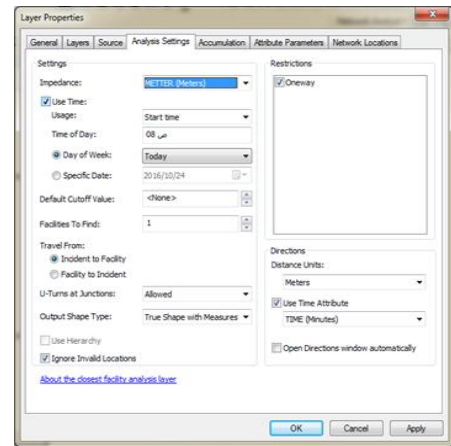 Layer Properties
General Layers Source Analysis Settings Accumulation Attribute Parameters Network Locations
Settings
Impedance: METTER (Meters)
Use Time:
Usage: Start time
Time of Day: 08 ص
Day of Week: Today
Specific Date: 2016/10/24
Default Cutoff Value: <None>
Facilities To Find: 1
Travel From:
Incident to Facility
Facility to Incident
U-Turns at Junctions: Allowed
Output Shape Type: True Shape with Measures
Use Hierarchy
Ignore Invalid Locations
About the closest facility analysis layer
Restrictions
Oneway
Directions
Distance Units:
Meters
Use Time Attribute
TIME (Minutes)
Open Directions window automatically
OK Cancel Apply